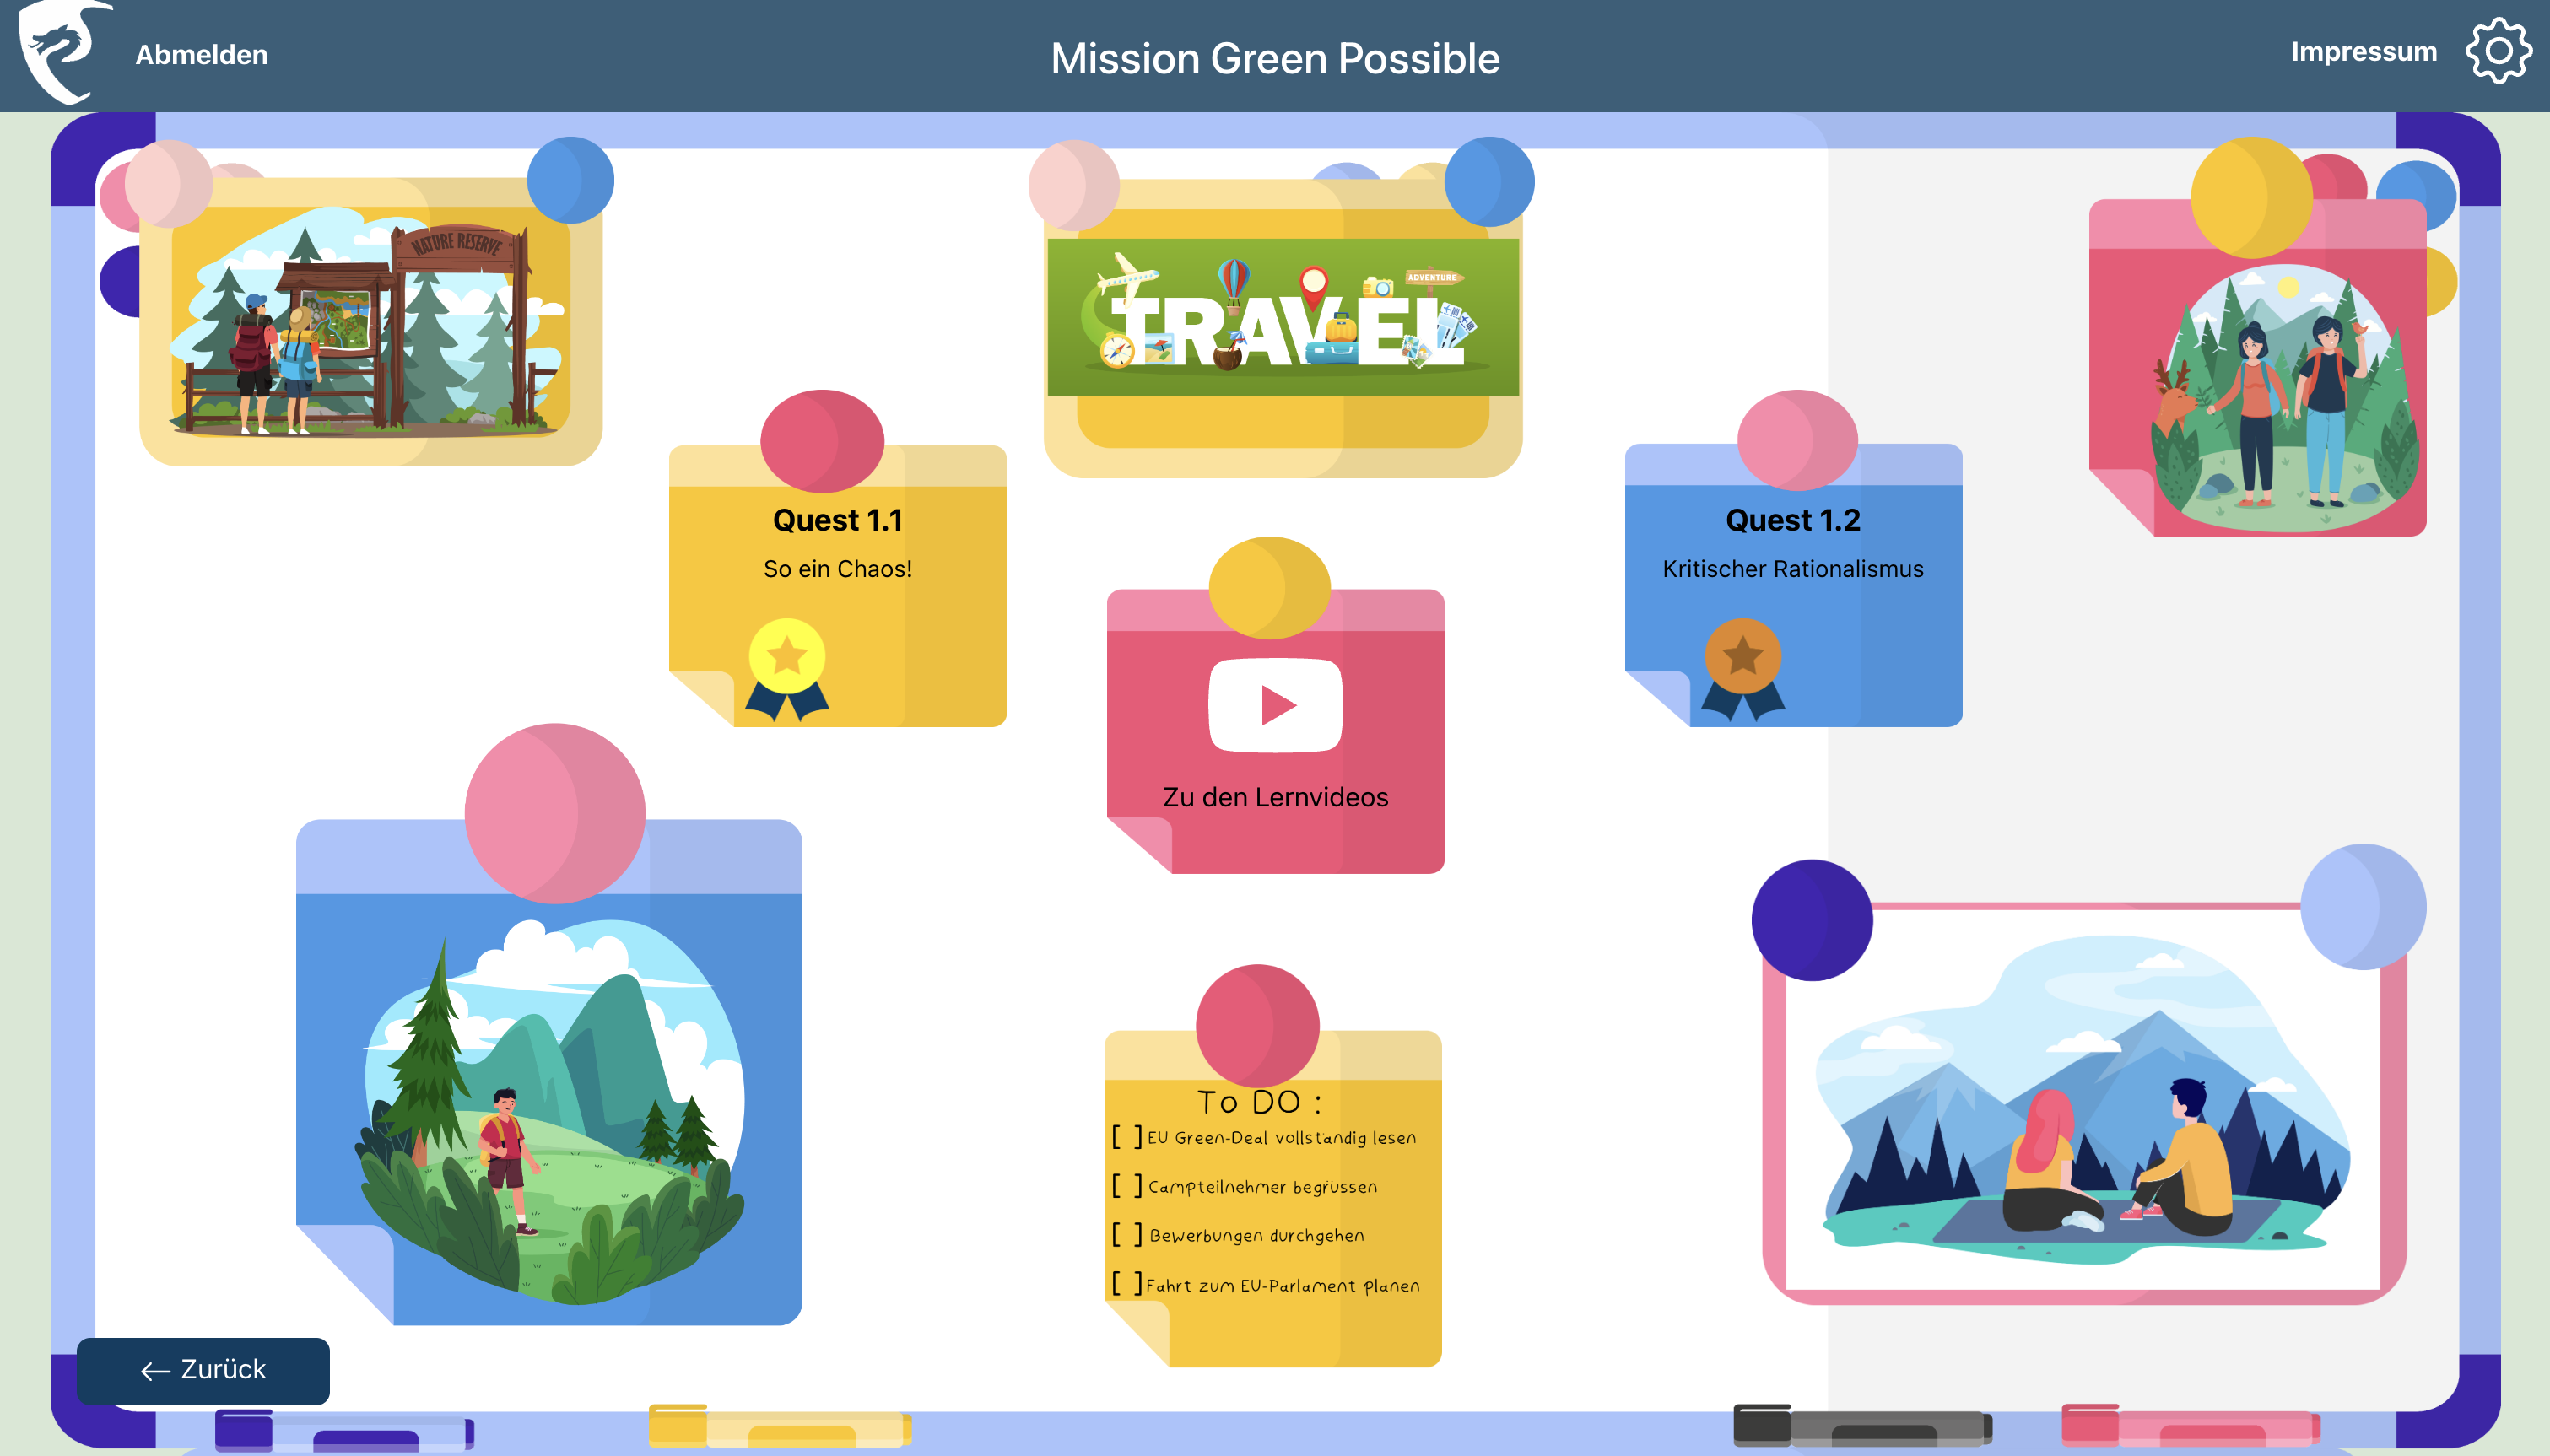 Abmelden
Mission Green Possible
Impressum
NATURE RESERVE
ADVENTURE
TRAVEL
Quest 1.1
So ein Chaos!
Quest 1.2
Kritischer Rationalismus
Zu den Lernvideos
To DO :
[ ] EU Green-Deal vollständig lesen
[ ] Campteilnehmer begrüssen
[ ] Bewerbungen durchgehen
[ ] Fahrt zum EU-Parlament planen
← Zurück